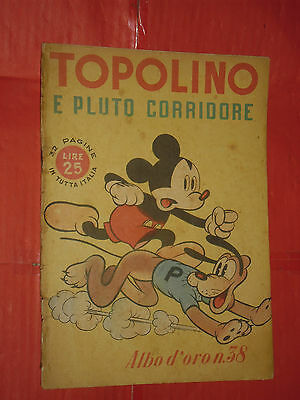 TOPOLINO
E PLUTO CORRIDORE
32 PAGINE
LIRE
25
IN TUTTA ITALIA
P
Albo d'oro n.38